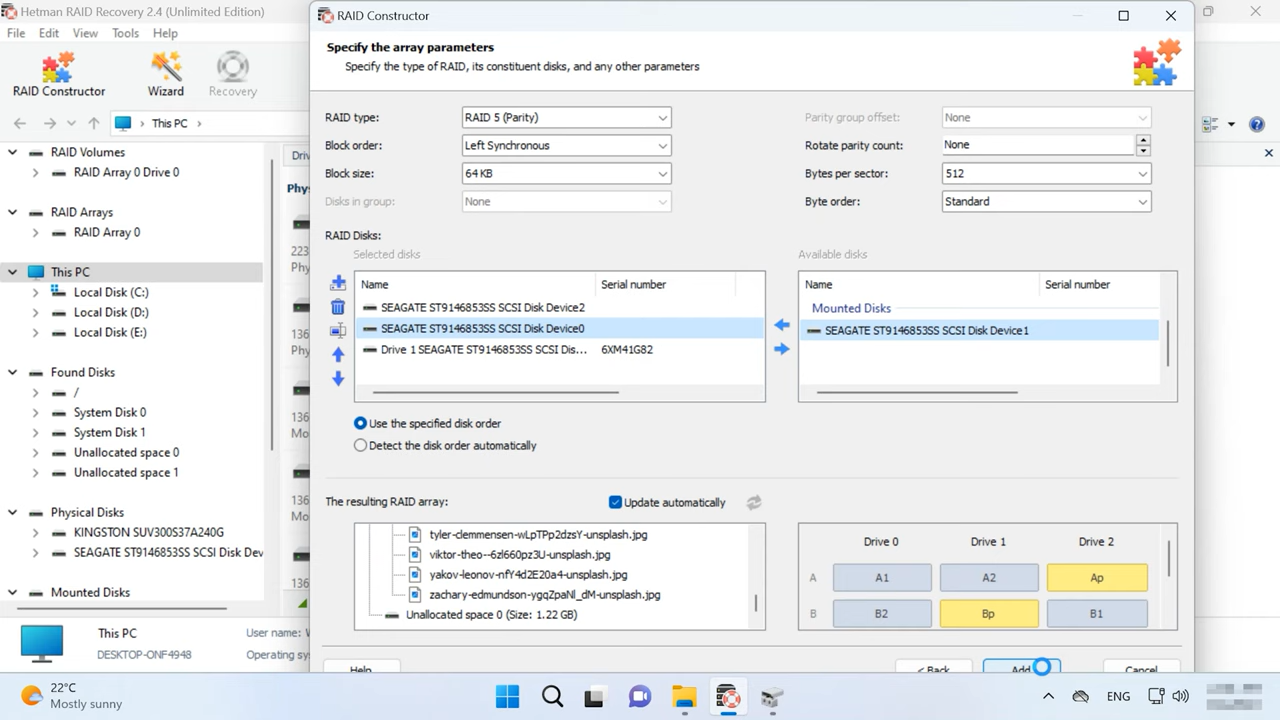 Hetman RAID Recovery 2.4 (Unlimited Edition)
File Edit View Tools Help
RAID Constructor
Wizard
Recovery
This PC
RAID Volumes
RAID Array 0 Drive 0
RAID Arrays
RAID Array 0
This PC
Local Disk (C:)
Local Disk (D:)
Local Disk (E:)
Found Disks
/
System Disk 0
System Disk 1
Unallocated space 0
Unallocated space 1
Physical Disks
KINGSTON SUV300S37A240G
SEAGATE ST9146853SS SCSI Disk Dev
Mounted Disks
This PC
DESKTOP-ONF4948
User name:
Operating sy
RAID Constructor
Specify the array parameters
Specify the type of RAID, its constituent disks, and any other parameters
RAID type: RAID 5 (Parity)
Block order: Left Synchronous
Block size: 64 KB
Disks in group: None
Parity group offset: None
Rotate parity count: None
Bytes per sector: 512
Byte order: Standard
RAID Disks:
Selected disks
Name Serial number
SEAGATE ST9146853SS SCSI Disk Device2
SEAGATE ST9146853SS SCSI Disk Device0
Drive 1 SEAGATE ST9146853SS SCSI Dis... 6XM41G82
Available disks
Name Serial number
Mounted Disks
SEAGATE ST9146853SS SCSI Disk Device1
Use the specified disk order
Detect the disk order automatically
The resulting RAID array:
Update automatically
tyler-clemmensen-wLpTPp2dzsY-unsplash.jpg
viktor-theo--6zl660pz3U-unsplash.jpg
yakov-leonov-nfY4d2E20a4-unsplash.jpg
zachary-edmundson-ygqZpaNl_dM-unsplash.jpg
Unallocated space 0 (Size: 1.22 GB)
Drive 0 Drive 1 Drive 2
A A1 A2 Ap
B B2 Bp B1
Help
< Back
Add
Cancel
22°C
Mostly sunny
ENG